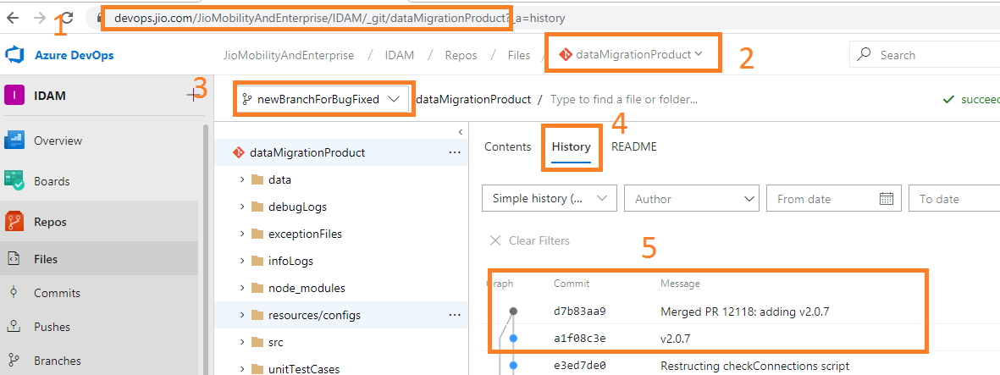 1
devops.jio.com/JioMobilityAndEnterprise/IDAM/_git/dataMigrationProduct?_a=history
Azure DevOps
JioMobilityAndEnterprise / IDAM / Repos / Files / dataMigrationProduct
2
Search
3
I IDAM +
newBranchForBugFixed
dataMigrationProduct / Type to find a file or folder...
succeed
4
Overview
Boards
Repos
Files
Commits
Pushes
Branches
dataMigrationProduct ...
data
debugLogs
exceptionFiles
infoLogs
node_modules
resources/configs ...
src
unitTestCases
Contents History README
Simple history (... Author From date To date
Clear Filters
5
Graph Commit Message
d7b83aa9 Merged PR 12118: adding v2.0.7
a1f08c3e v2.0.7
e3ed7de0 Restructing checkConnections script